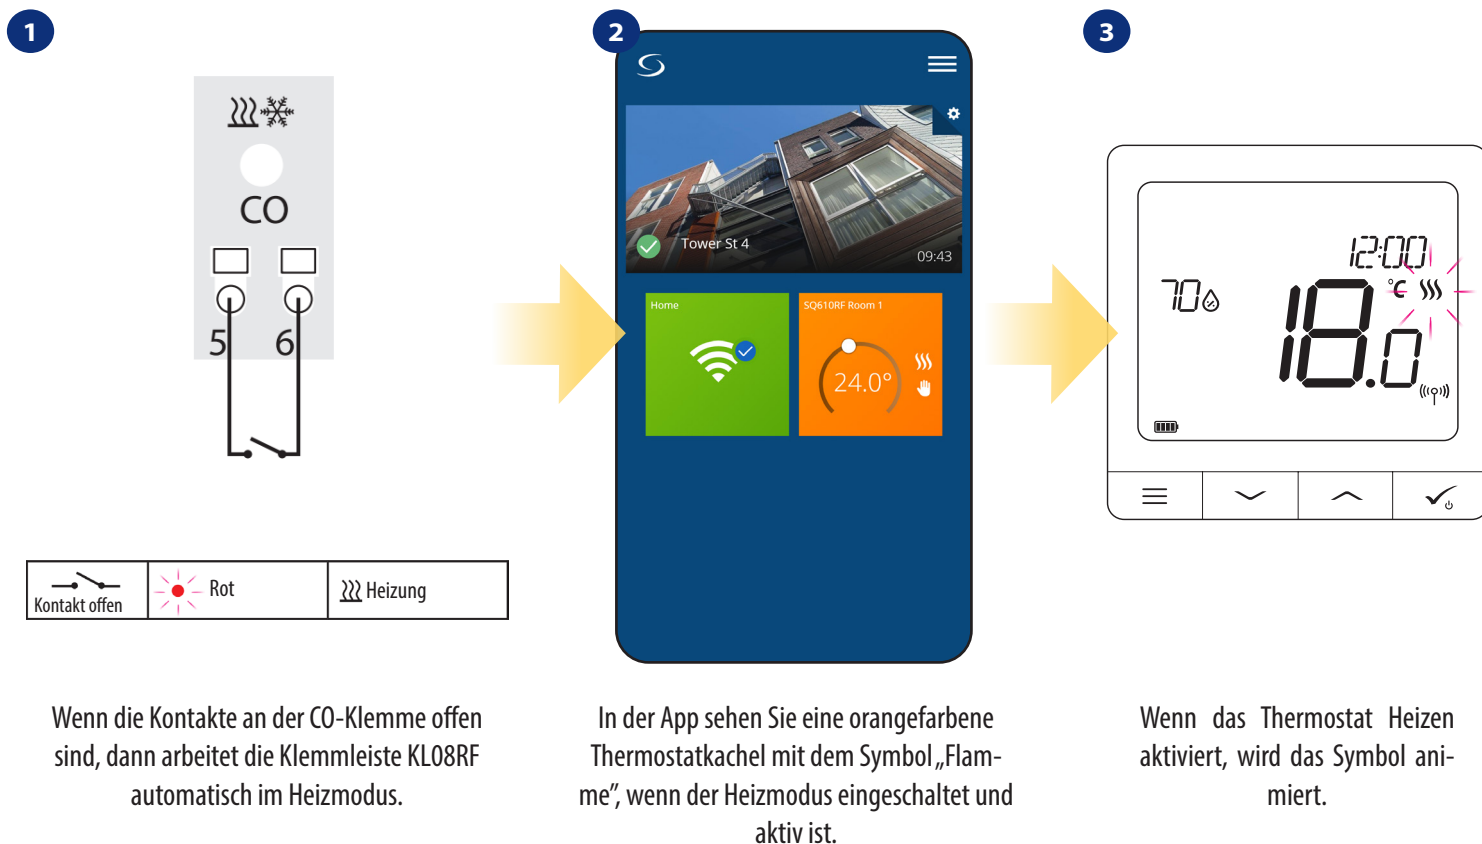 1
CO
5 6
Kontakt offen
Rot
Heizung
Wenn die Kontakte an der CO-Klemme offen
sind, dann arbeitet die Klemmleiste KL08RF
automatisch im Heizmodus.
2
Tower St 4
09:43
Home
SQ610RF Room 1
24.0°
In der App sehen Sie eine orangefarbene
Thermostatkachel mit dem Symbol „Flam-
me”, wenn der Heizmodus eingeschaltet und
aktiv ist.
3
12:00
70
18.0 °C
Wenn das Thermostat Heizen
aktiviert, wird das Symbol ani-
miert.